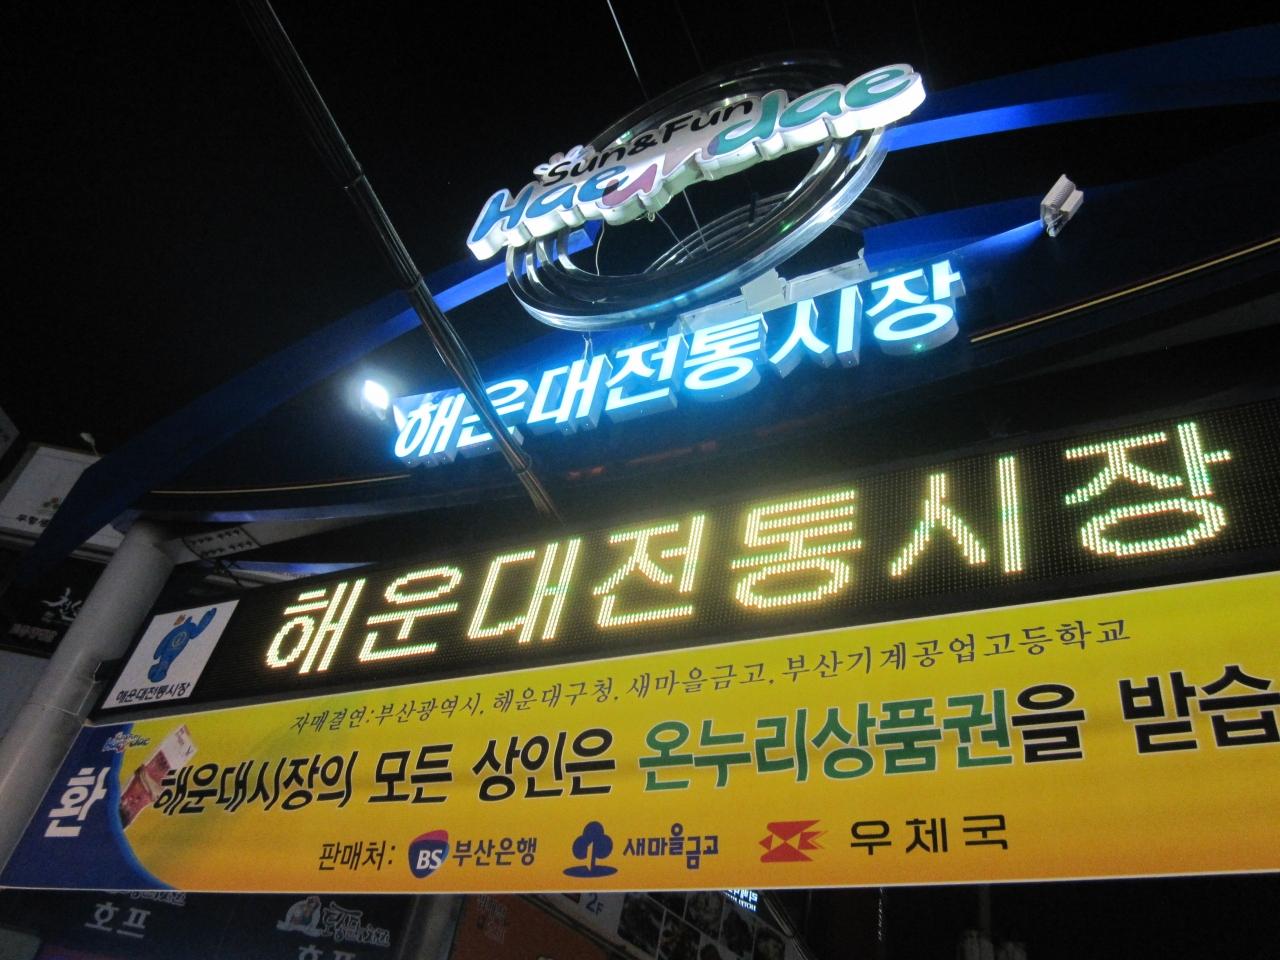 Sun&Fun
Haeundae
해운대전통시장
해운대전통시장
해운대전통시장
자매결연:부산광역시, 해운대구청, 새마을금고, 부산기계공업고등학교
환
해운대시장의 모든 상인은 온누리상품권을 받습
판매처: BS 부산은행 새마을금고 우체국
호프
호프
2F